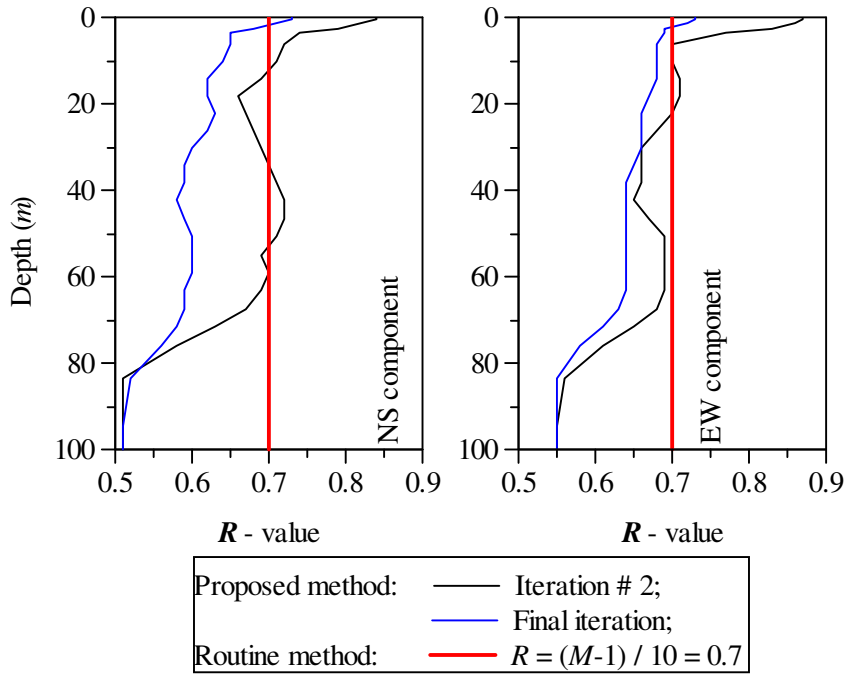 0
20
40
60
80
100
Depth (m)
0.5 0.6 0.7 0.8 0.9
R - value
NS component
0
20
40
60
80
100
0.5 0.6 0.7 0.8 0.9
R - value
EW component
Proposed method: Iteration # 2;
Final iteration;
Routine method: R = (M-1) / 10 = 0.7